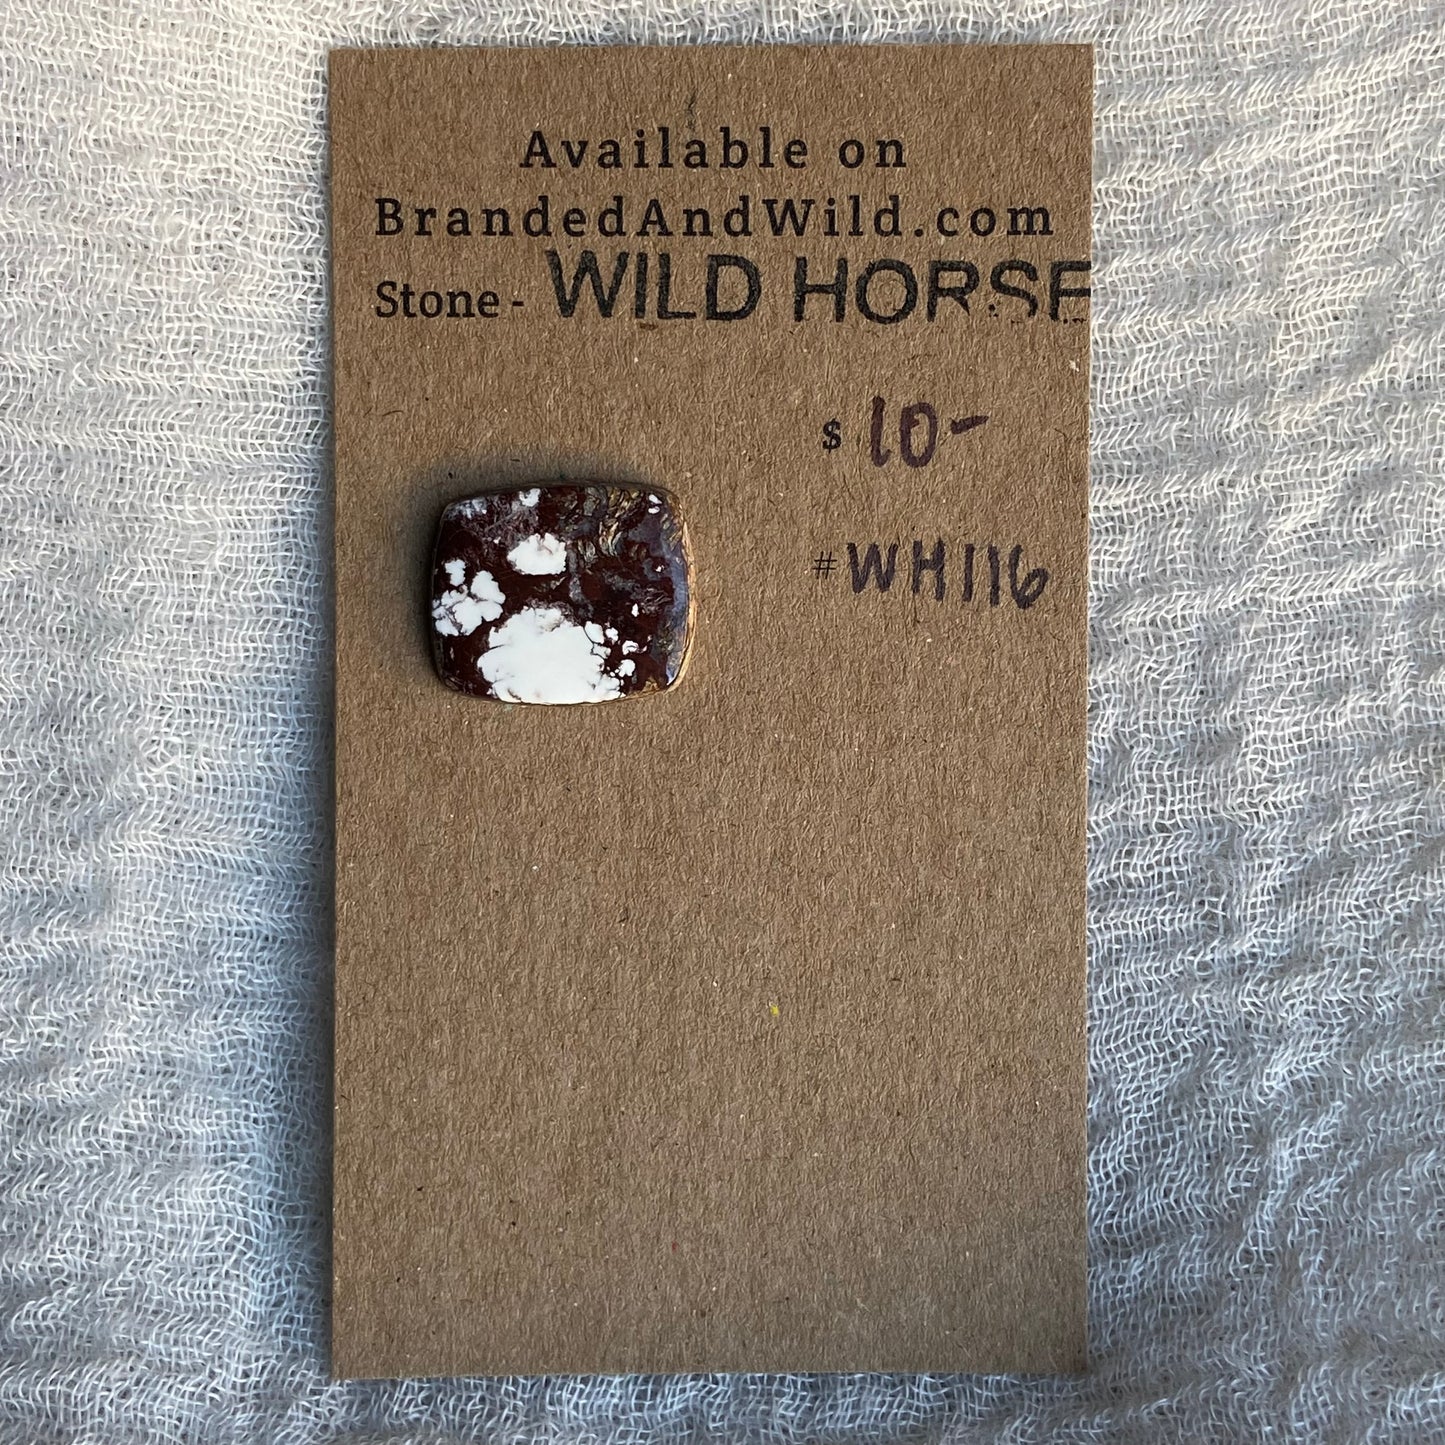 Available on
BrandedAndWild.com
Stone - WILD HORSE
$ 10-
# WH116